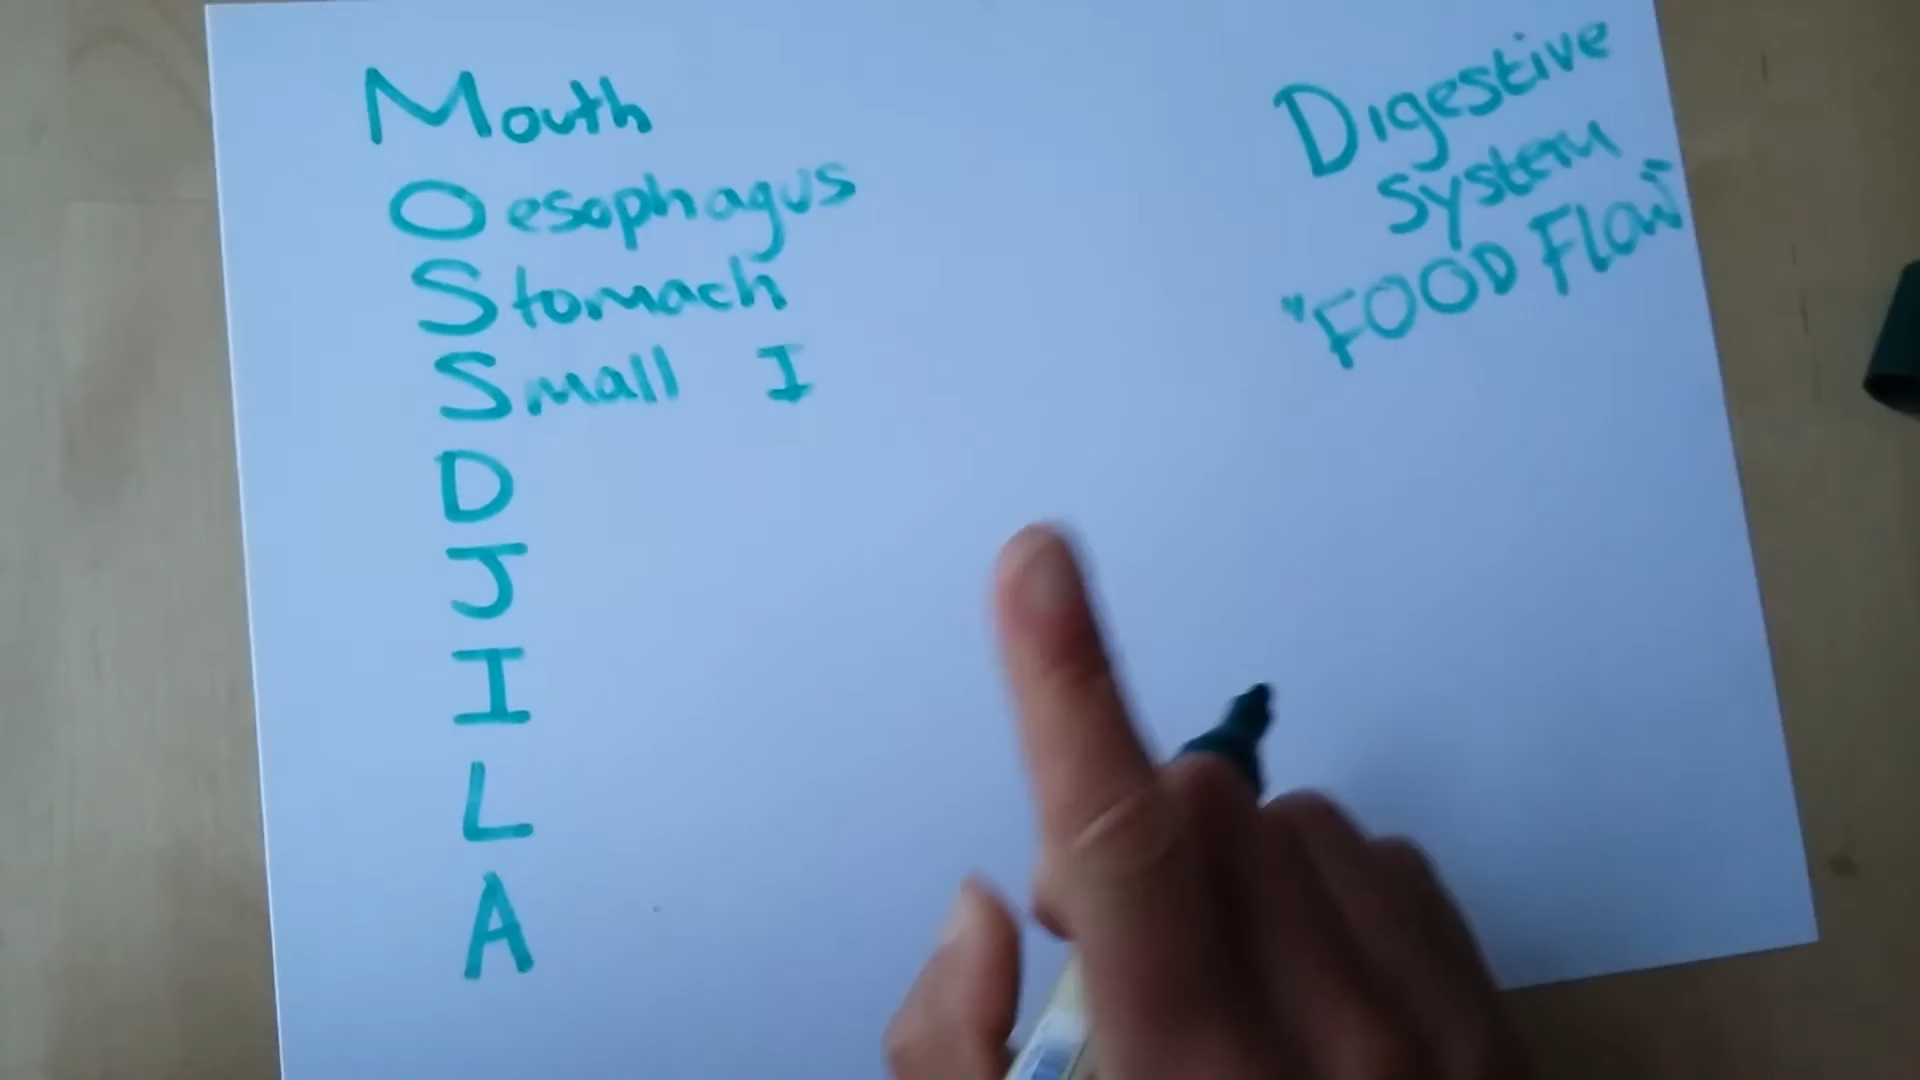 Mouth
Oesophagus
Stomach
Small I
D
J
I
L
A
Digestive
System
"FOOD FLOW"